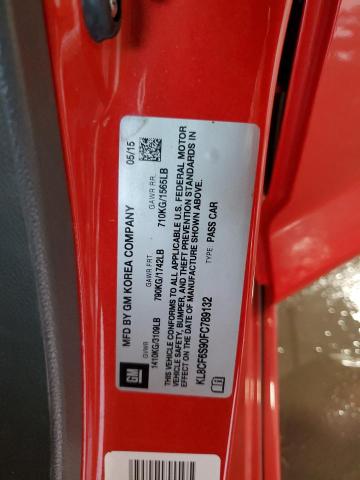 GM
MFD BY GM KOREA COMPANY 05/15
GVWR GAWR FRT GAWR RR
1410KG/3109LB 790KG/1742LB 710KG/1565LB
THIS VEHICLE CONFORMS TO ALL APPLICABLE U.S. FEDERAL MOTOR
VEHICLE SAFETY, BUMPER, AND THEFT PREVENTION STANDARDS IN
EFFECT ON THE DATE OF MANUFACTURE SHOWN ABOVE.
KL8CF6S90FC789132 TYPE: PASS CAR